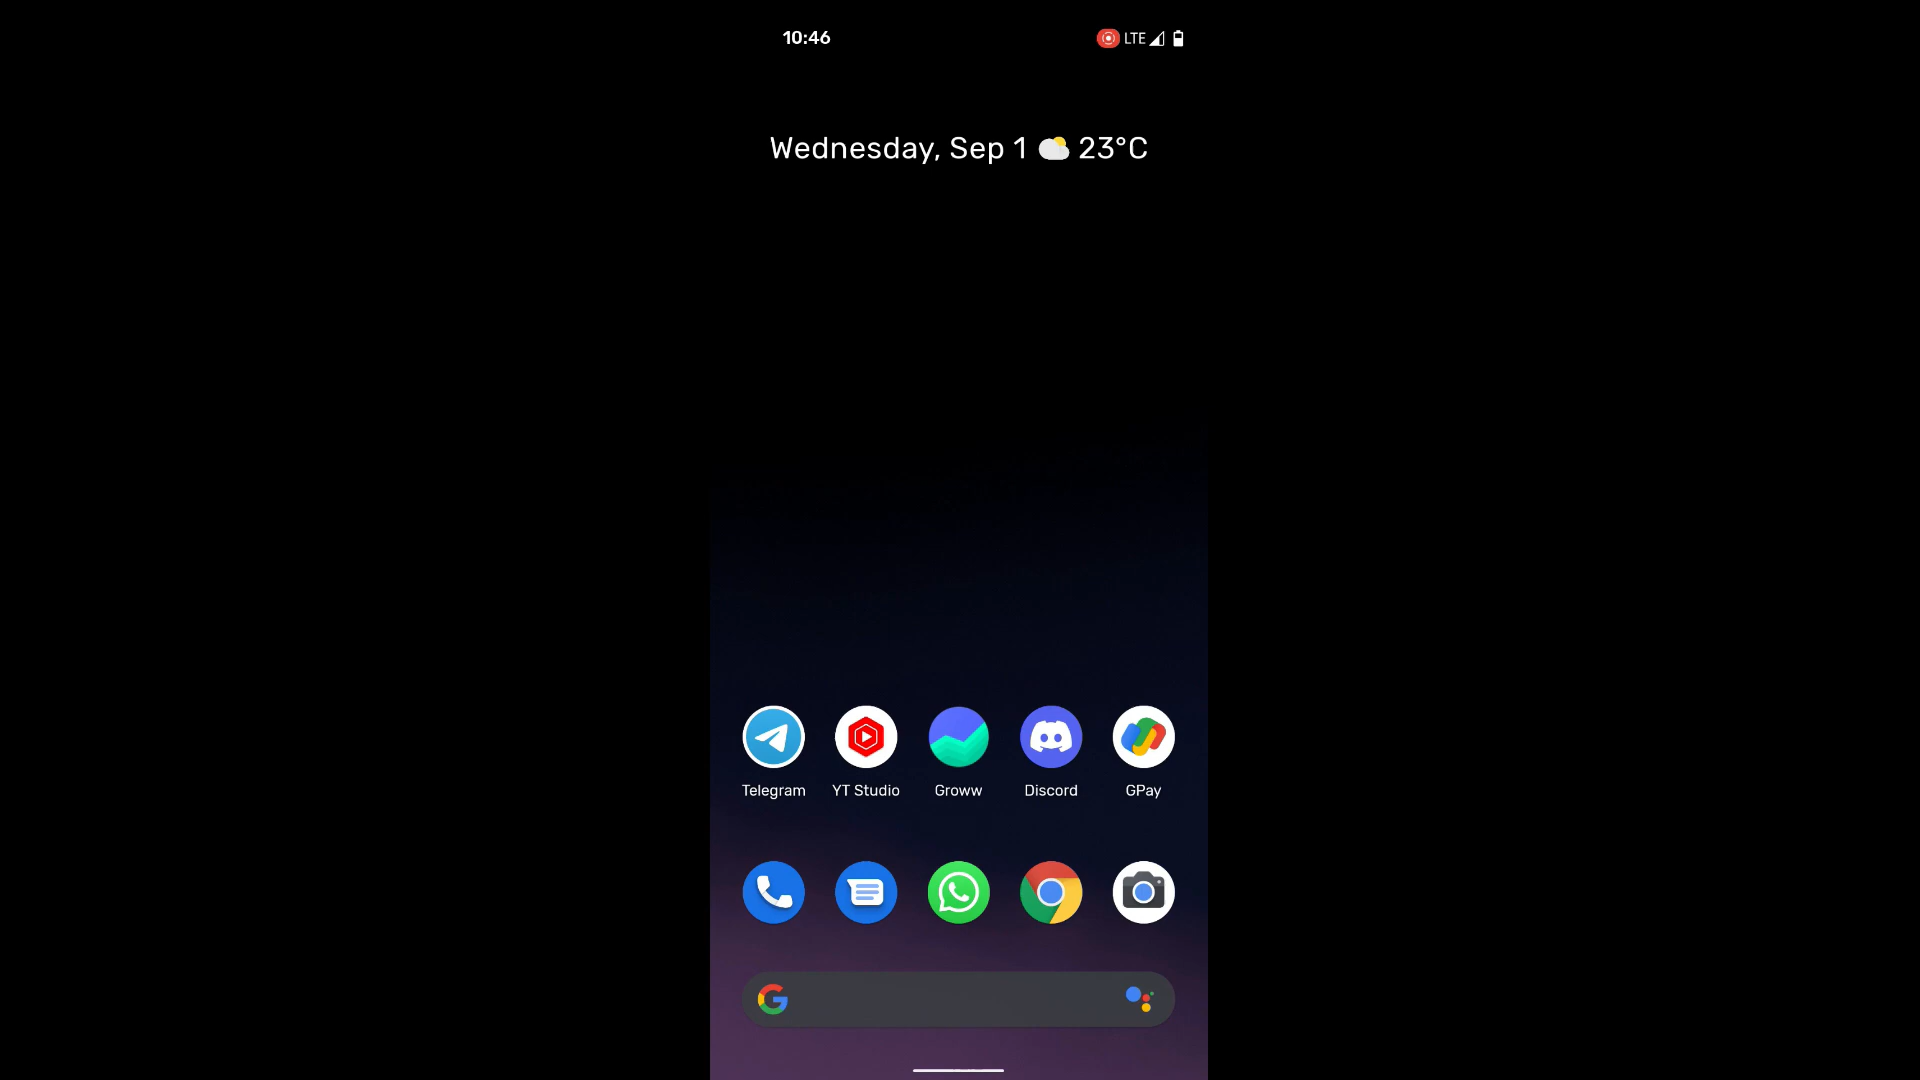 10:46 LTE
Wednesday, Sep 1 23°C
Telegram YT Studio Groww Discord GPay